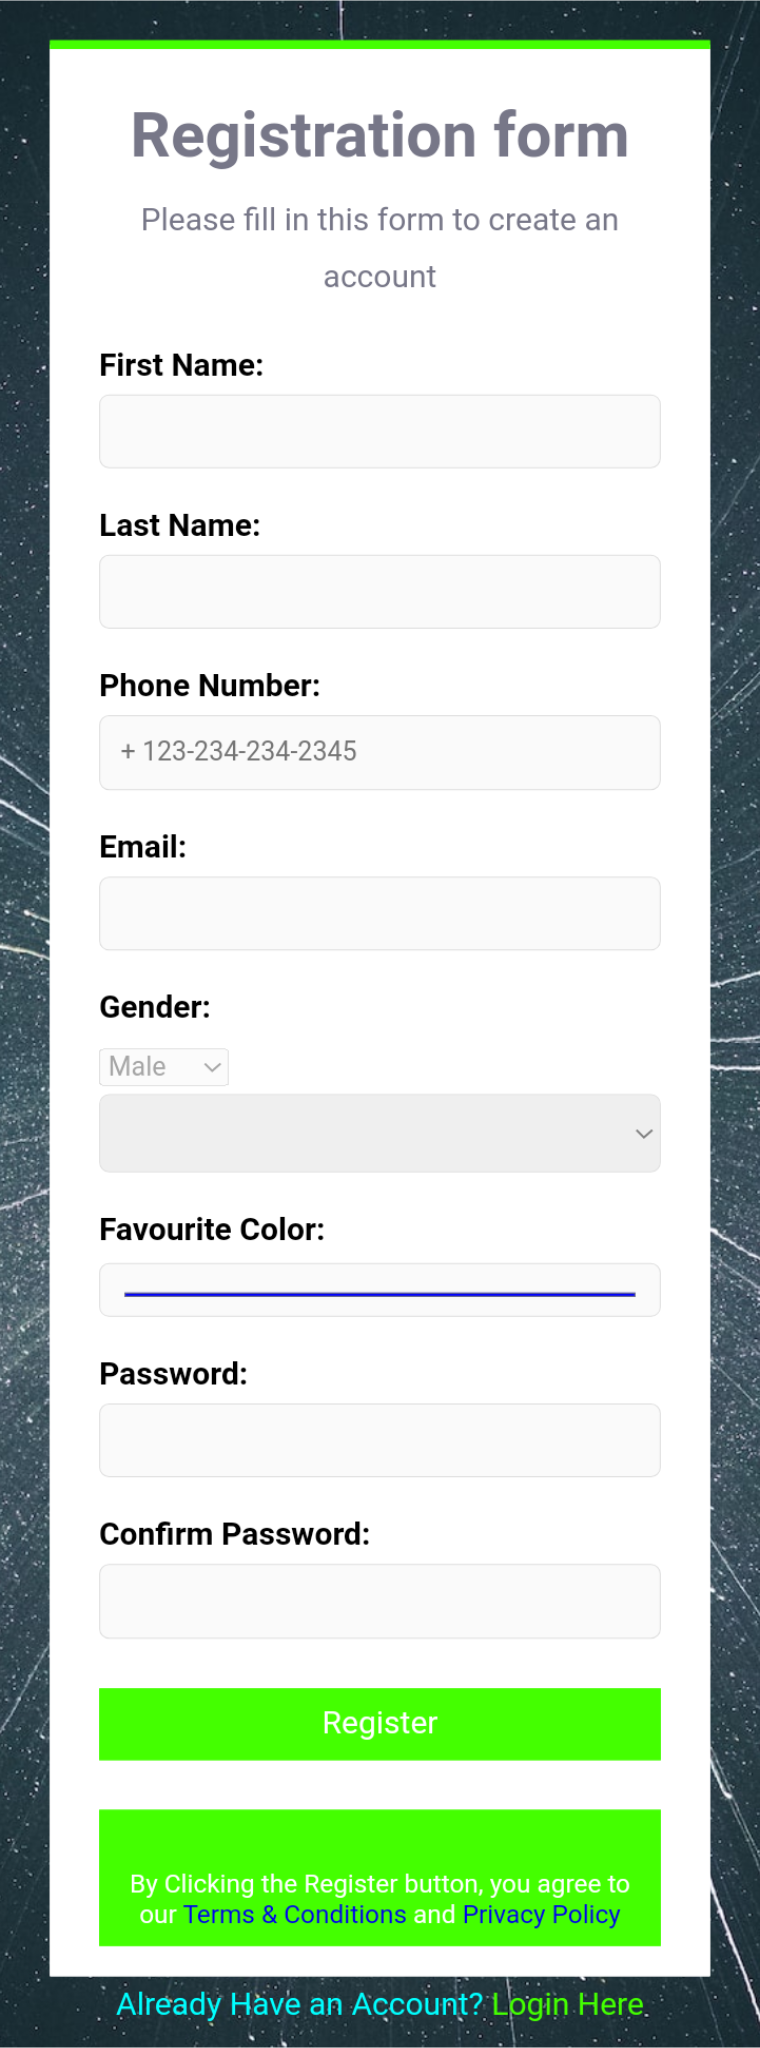 Registration form
Please fill in this form to create an
account
First Name:
Last Name:
Phone Number:
+ 123-234-234-2345
Email:
Gender:
Male
Favourite Color:
Password:
Confirm Password:
Register
By Clicking the Register button, you agree to
our Terms & Conditions and Privacy Policy
Already Have an Account? Login Here